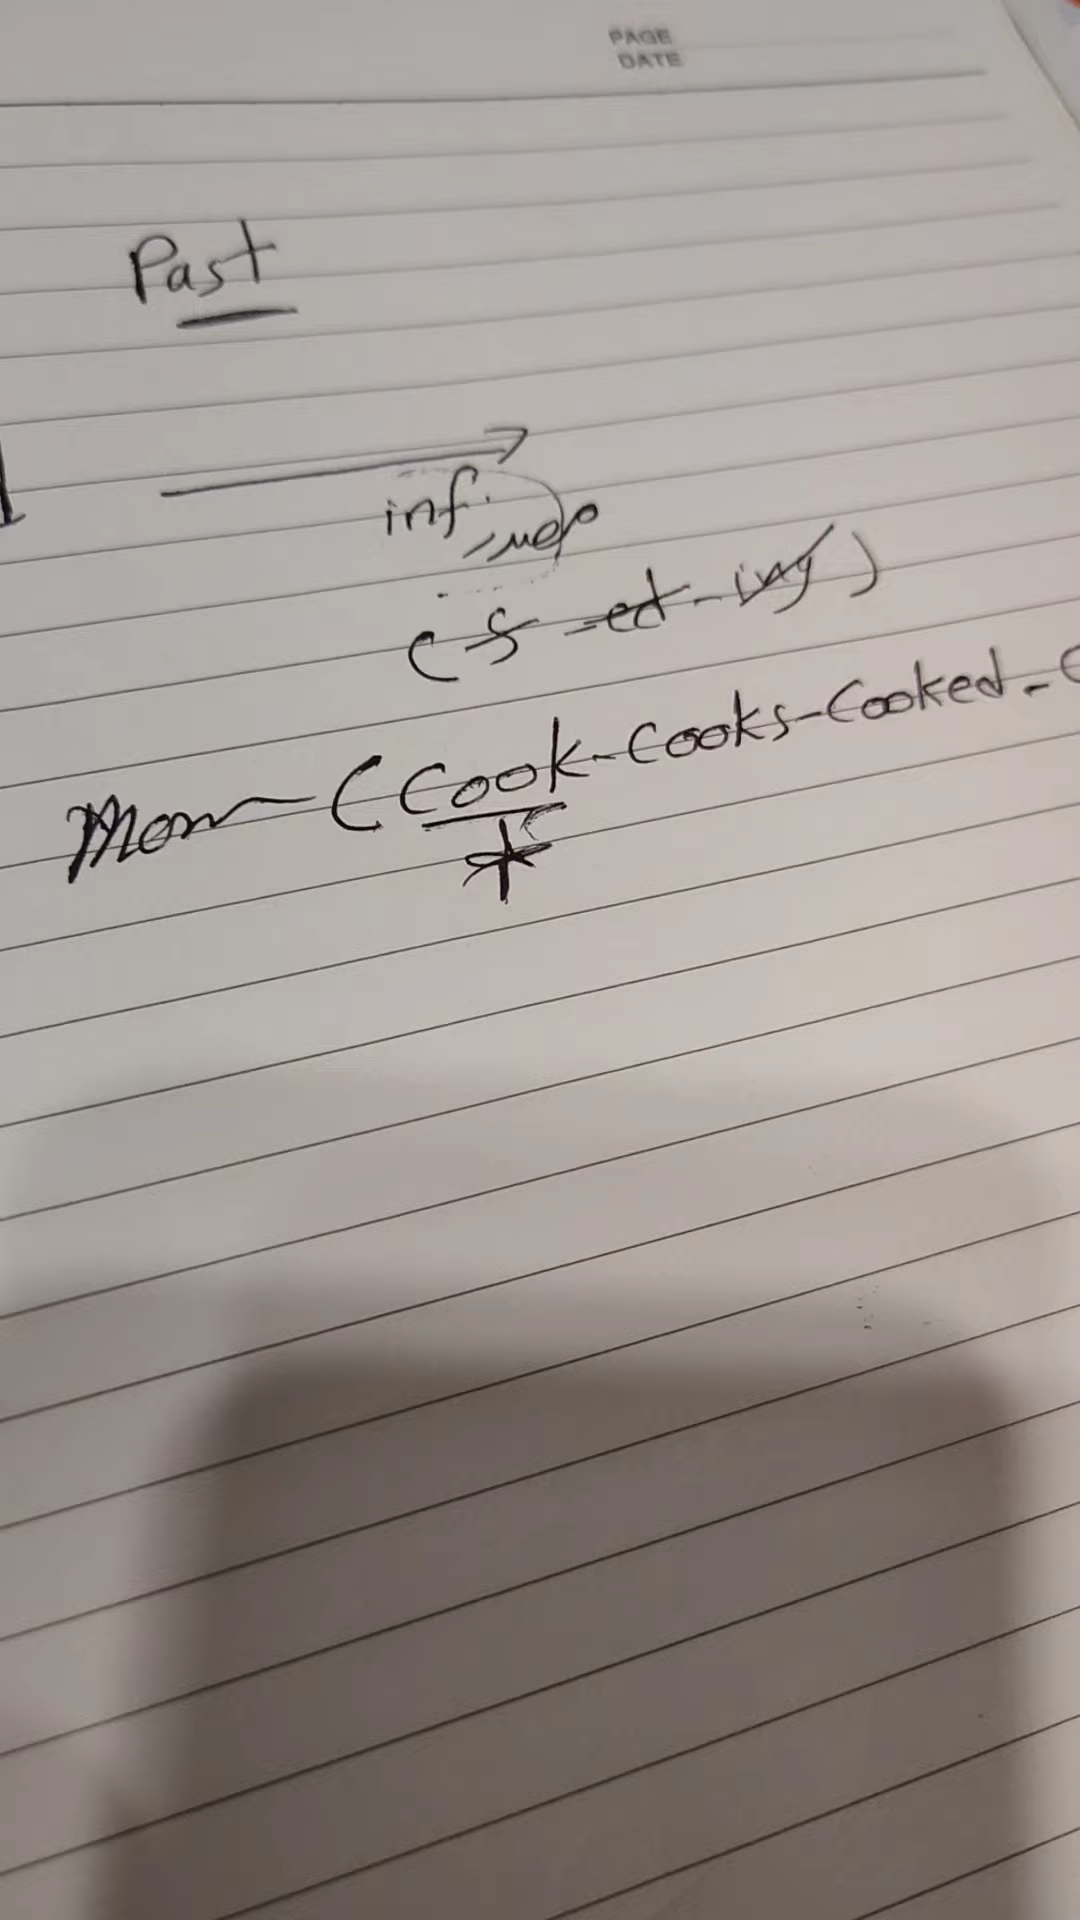 PAGE
DATE
Past
inf.
مصدر
( s - ed - ing )
Mom ( Cook - Cooks - Cooked -